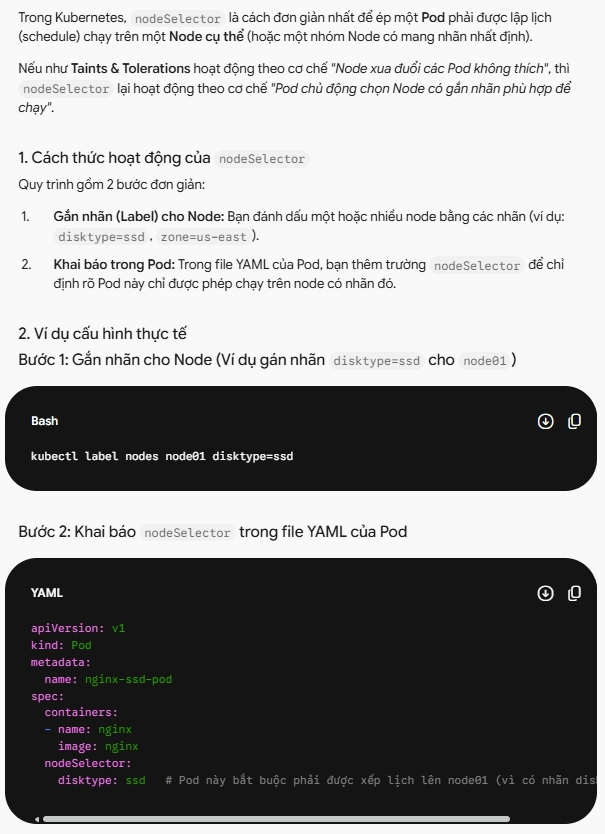 Trong Kubernetes, nodeSelector là cách đơn giản nhất để ép một Pod phải được lập lịch
(schedule) chạy trên một Node cụ thể (hoặc một nhóm Node có mang nhãn nhất định).
Nếu như Taints & Tolerations hoạt động theo cơ chế "Node xua đuổi các Pod không thích", thì
nodeSelector lại hoạt động theo cơ chế "Pod chủ động chọn Node có gắn nhãn phù hợp để
chạy".
1. Cách thức hoạt động của nodeSelector
Quy trình gồm 2 bước đơn giản:
1. Gắn nhãn (Label) cho Node: Bạn đánh dấu một hoặc nhiều node bằng các nhãn (ví dụ:
disktype=ssd, zone=us-east).
2. Khai báo trong Pod: Trong file YAML của Pod, bạn thêm trường nodeSelector để chỉ
định rõ Pod này chỉ được phép chạy trên node có nhãn đó.
2. Ví dụ cấu hình thực tế
Bước 1: Gắn nhãn cho Node (Ví dụ gán nhãn disktype=ssd cho node01)
Bash
kubectl label nodes node01 disktype=ssd
Bước 2: Khai báo nodeSelector trong file YAML của Pod
YAML
apiVersion: v1
kind: Pod
metadata:
  name: nginx-ssd-pod
spec:
  containers:
  - name: nginx
    image: nginx
  nodeSelector:
    disktype: ssd   # Pod này bắt buộc phải được xếp lịch lên node01 (vì có nhãn